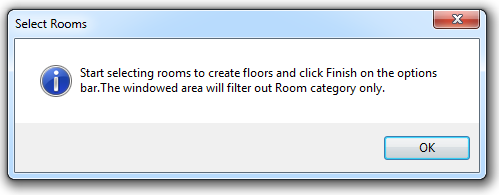 Select Rooms
Start selecting rooms to create floors and click Finish on the options
bar.The windowed area will filter out Room category only.
OK